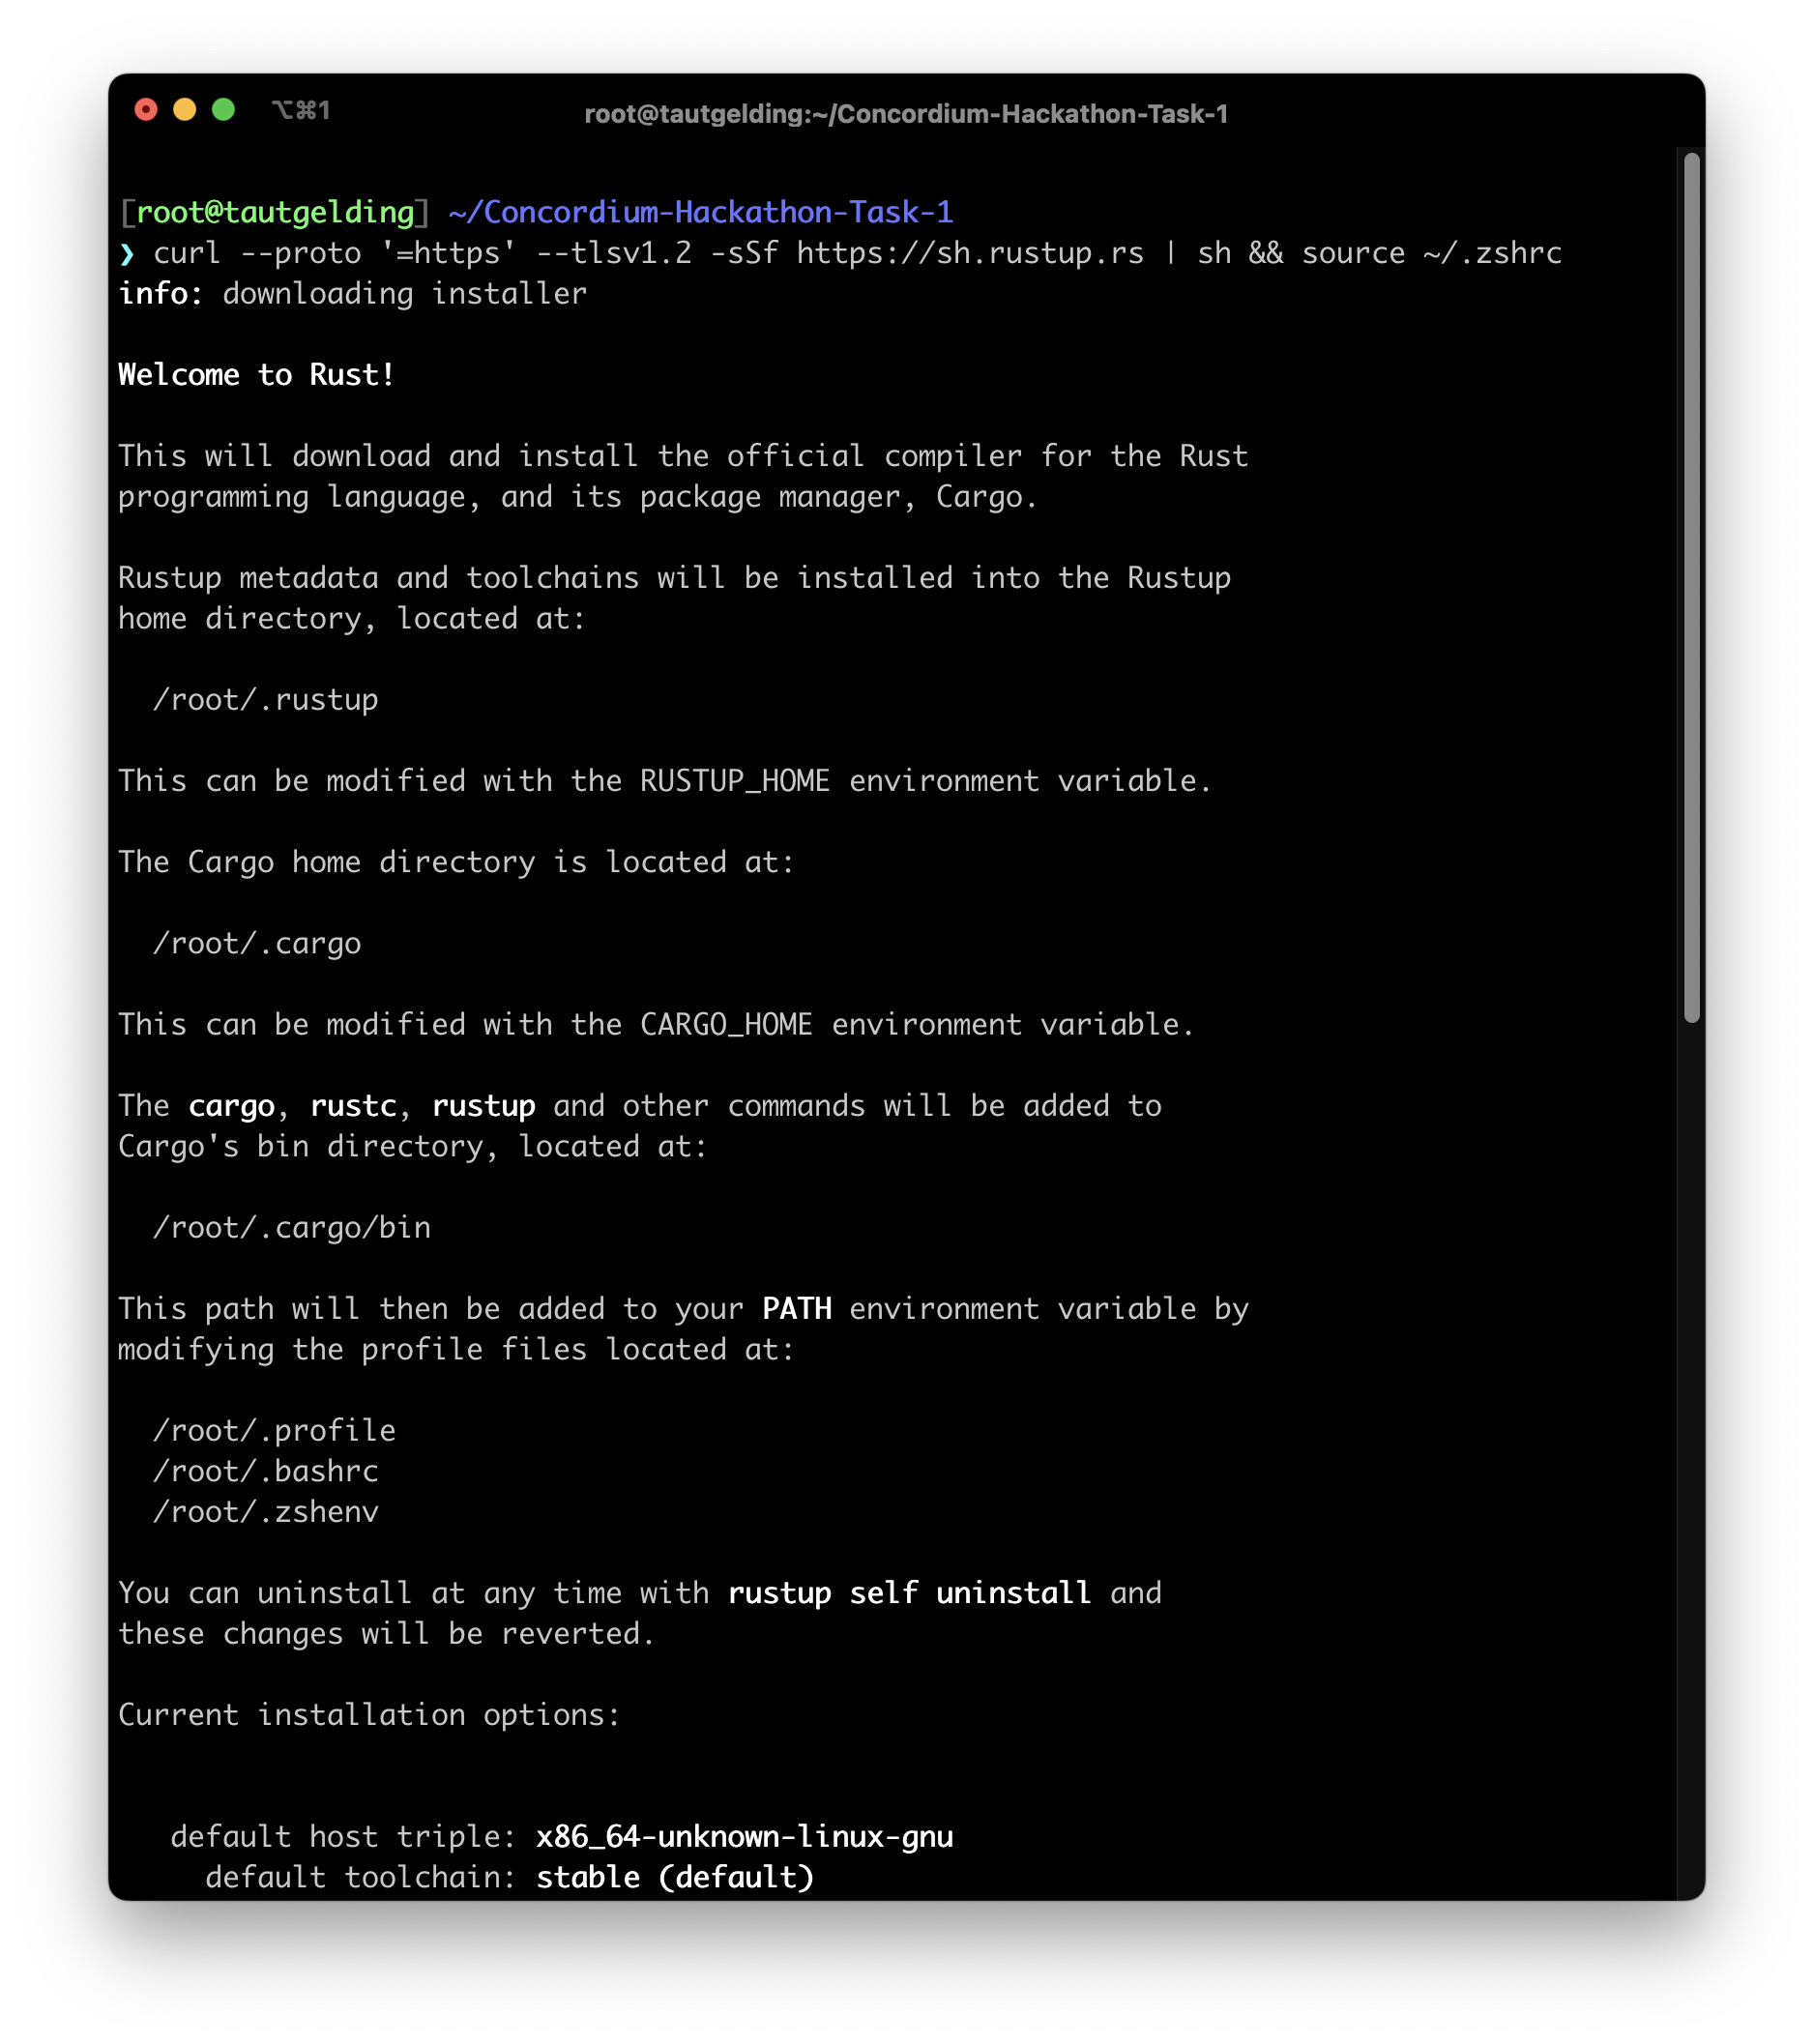 ⌥⌘1
root@tautgelding:~/Concordium-Hackathon-Task-1
[root@tautgelding] ~/Concordium-Hackathon-Task-1
❯ curl --proto '=https' --tlsv1.2 -sSf https://sh.rustup.rs | sh && source ~/.zshrc
info: downloading installer
Welcome to Rust!
This will download and install the official compiler for the Rust
programming language, and its package manager, Cargo.
Rustup metadata and toolchains will be installed into the Rustup
home directory, located at:
/root/.rustup
This can be modified with the RUSTUP_HOME environment variable.
The Cargo home directory is located at:
/root/.cargo
This can be modified with the CARGO_HOME environment variable.
The cargo, rustc, rustup and other commands will be added to
Cargo's bin directory, located at:
/root/.cargo/bin
This path will then be added to your PATH environment variable by
modifying the profile files located at:
/root/.profile
/root/.bashrc
/root/.zshenv
You can uninstall at any time with rustup self uninstall and
these changes will be reverted.
Current installation options:
default host triple: x86_64-unknown-linux-gnu
default toolchain: stable (default)